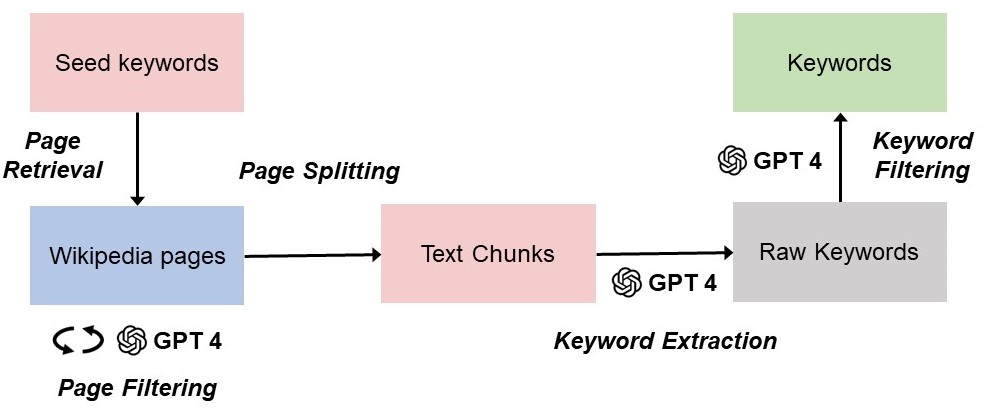 Seed keywords
Keywords
Page
Retrieval
Page Splitting
GPT 4
Keyword
Filtering
Wikipedia pages
Text Chunks
Raw Keywords
GPT 4
GPT 4
Page Filtering
Keyword Extraction